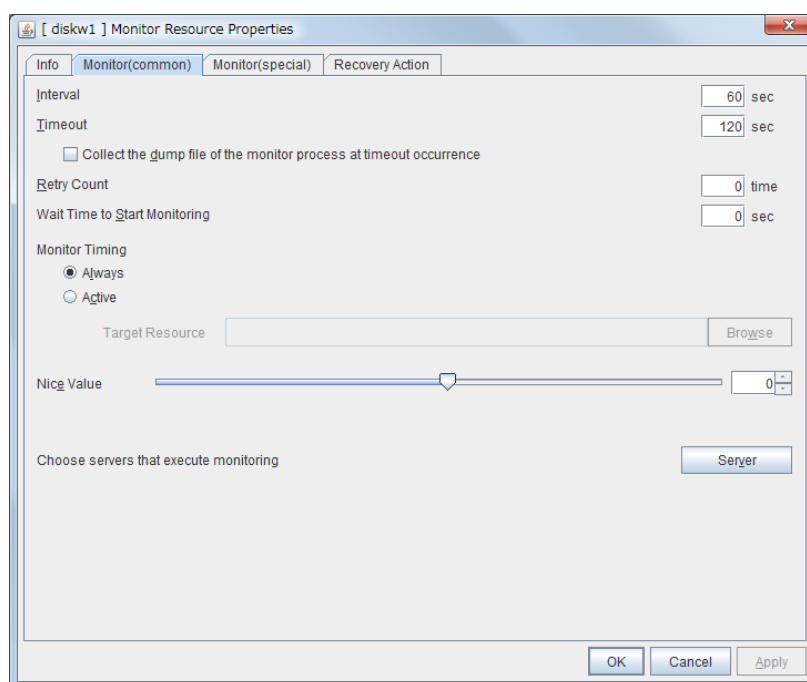 [ diskw1 ] Monitor Resource Properties
Info Monitor(common) Monitor(special) Recovery Action
Interval 60 sec
Timeout 120 sec
Collect the dump file of the monitor process at timeout occurrence
Retry Count 0 time
Wait Time to Start Monitoring 0 sec
Monitor Timing
Always
Active
Target Resource Browse
Nice Value 0
Choose servers that execute monitoring Server
OK Cancel Apply